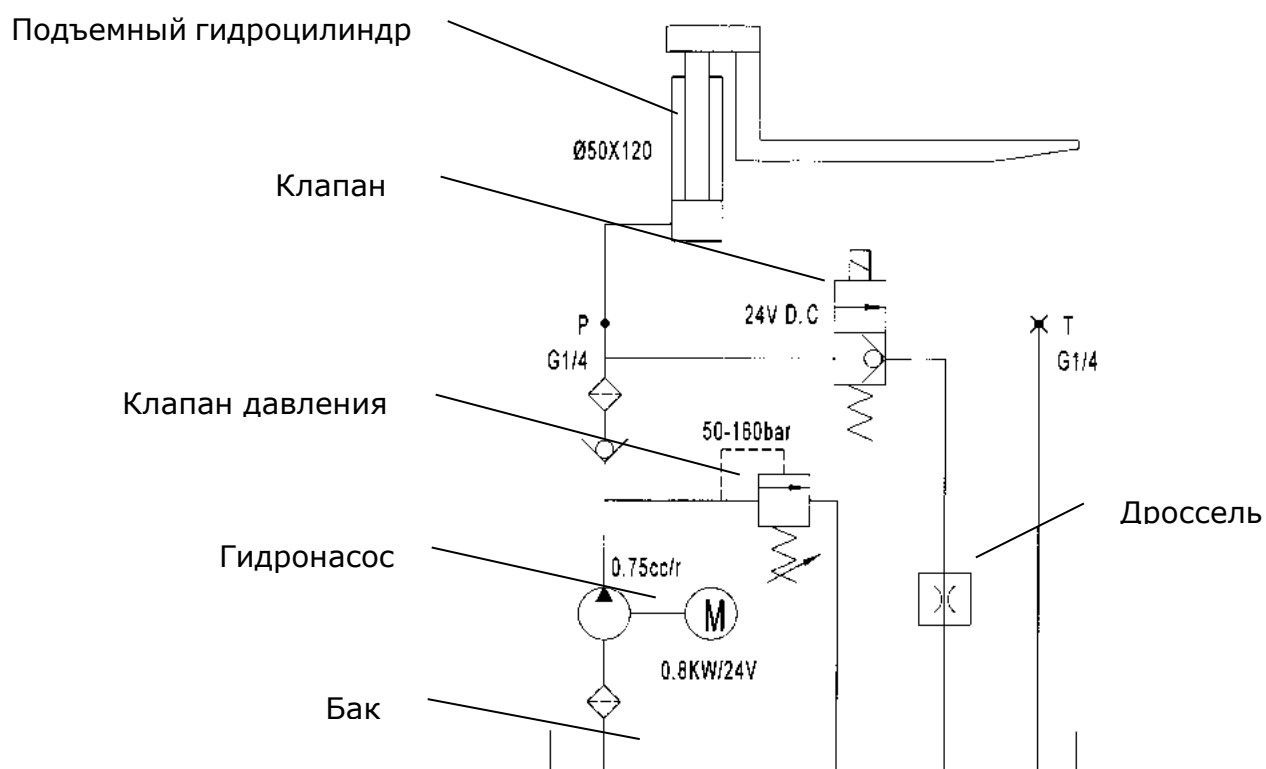 Подъемный гидроцилиндр
Ø50X120
Клапан
24V D.C
P
T
G1/4
G1/4
Клапан давления
50-160bar
Дроссель
Гидронасос
0.75cc/r
M
0.8KW/24V
Бак